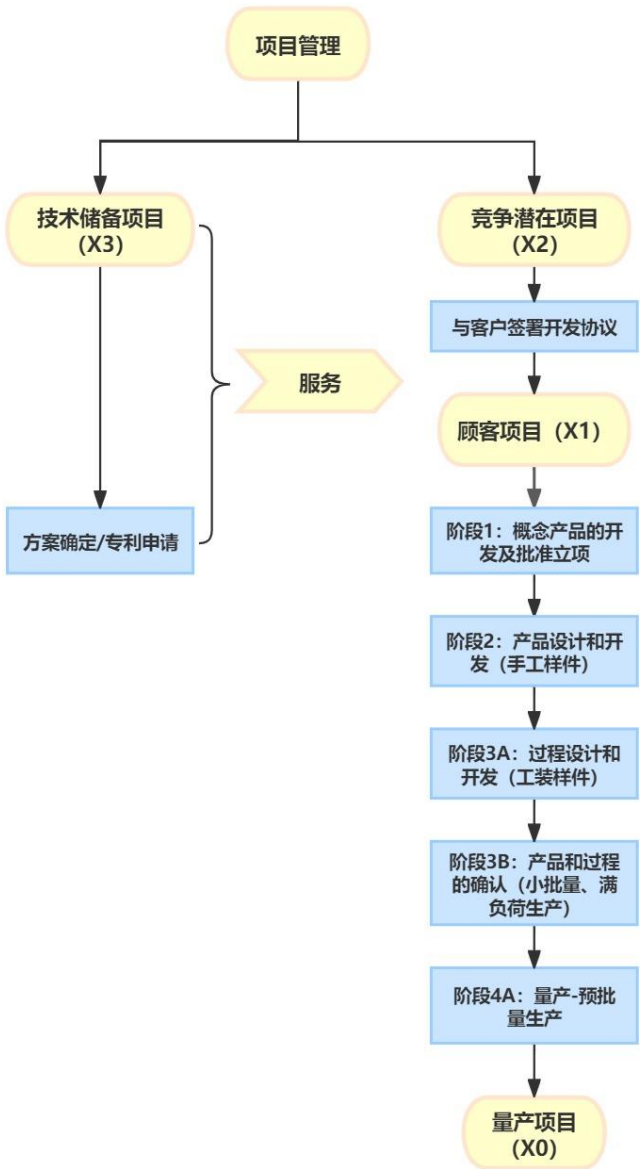 项目管理
技术储备项目
(X3)
竞争潜在项目
(X2)
与客户签署开发协议
服务
顾客项目(X1)
阶段1：概念产品的开
发及批准立项
方案确定/专利申请
阶段2：产品设计和开
发（手工样件）
阶段3A：过程设计和
开发（工装样件）
阶段3B：产品和过程
的确认（小批量、满
负荷生产）
阶段4A：量产-预批
量生产
量产项目
(X0)